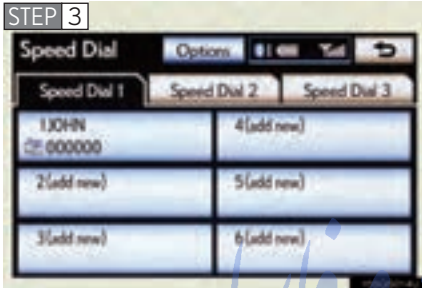 STEP 3
Speed Dial
Options
Speed Dial 1
Speed Dial 2
Speed Dial 3
1JOHN
000000
4(add new)
2(add new)
5(add new)
3(add new)
6(add new)